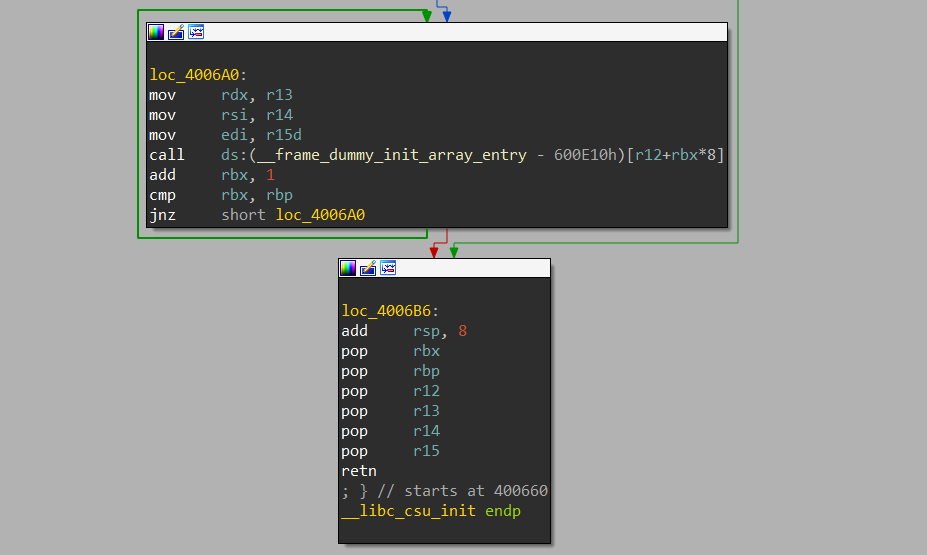 loc_4006A0:
mov rdx, r13
mov rsi, r14
mov edi, r15d
call ds:(__frame_dummy_init_array_entry - 600E10h)[r12+rbx*8]
add rbx, 1
cmp rbx, rbp
jnz short loc_4006A0
loc_4006B6:
add rsp, 8
pop rbx
pop rbp
pop r12
pop r13
pop r14
pop r15
retn
; } // starts at 400660
__libc_csu_init endp